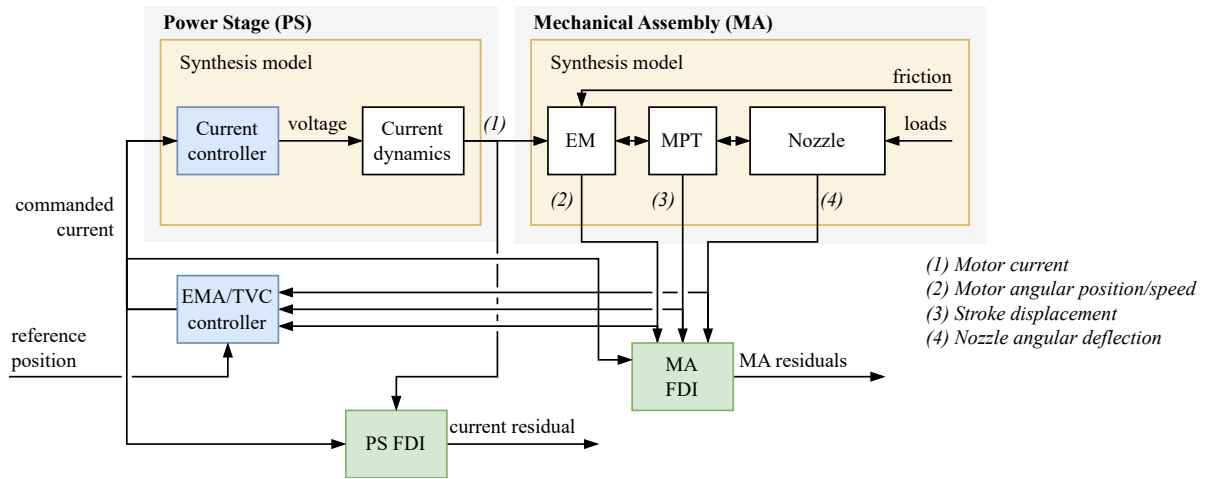 Power Stage (PS)
Mechanical Assembly (MA)
Synthesis model
Synthesis model
friction
Current
controller
voltage
Current
dynamics
(1)
EM
MPT
Nozzle
loads
(2)
(3)
(4)
commanded
current
(1) Motor current
(2) Motor angular position/speed
(3) Stroke displacement
(4) Nozzle angular deflection
EMA/TVC
controller
reference
position
MA
FDI
MA residuals
PS FDI
current residual